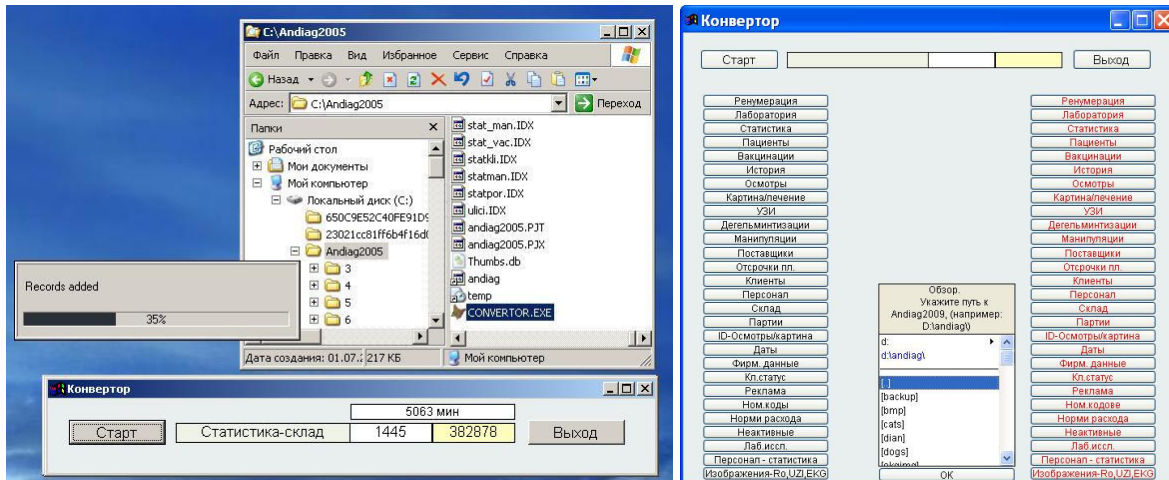 C:\Andiag2005
Файл Правка Вид Избранное Сервис Справка
Назад
Адрес: C:\Andiag2005 Переход
Папки
Рабочий стол
Мои документы
Мой компьютер
Локальный диск (C:)
650C9E52C40FE91D9
23021cc81ff6b4f16d
Andiag2005
3
4
5
6
stat_man.IDX
stat_vac.IDX
statkli.IDX
statman.IDX
statpor.IDX
ulici.IDX
andiag2005.PJT
andiag2005.PJX
Thumbs.db
andiag
temp
CONVERTOR.EXE
Дата создания: 01.07.2 217 КБ Мой компьютер
Records added
35%
Конвертор
5063 мин
Старт Статистика-склад 1445 382878 Выход
Конвертор
Старт Выход
Ренумерация
Лаборатория
Статистика
Пациенты
Вакцинации
История
Осмотры
Картина/лечение
УЗИ
Дегельминтизации
Манипуляции
Поставщики
Отсрочки пл.
Клиенты
Персонал
Склад
Партии
ID-Осмотры/картина
Даты
Фирм. данные
Кл.статус
Реклама
Ном.коды
Норми расхода
Неактивные
Лаб.иссл.
Персонал - статистика
Изображения-Ro,UZI,EKG
Обзор.
Укажите путь к
Andiag2009, (например:
D:\andiag\)
d:
d:\andiag\
[..]
[backup]
[bmp]
[cats]
[dian]
[dogs]
OK
Ренумерация
Лаборатория
Статистика
Пациенты
Вакцинации
История
Осмотры
Картина/лечение
УЗИ
Дегельминтизации
Манипуляции
Поставщики
Отсрочки пл.
Клиенты
Персонал
Склад
Партии
ID-Осмотры/картина
Даты
Фирм. данные
Кл.статус
Реклама
Ном.кодове
Норми расхода
Неактивные
Лаб.иссл.
Персонал - статистика
Изображения-Ro,UZI,EKG